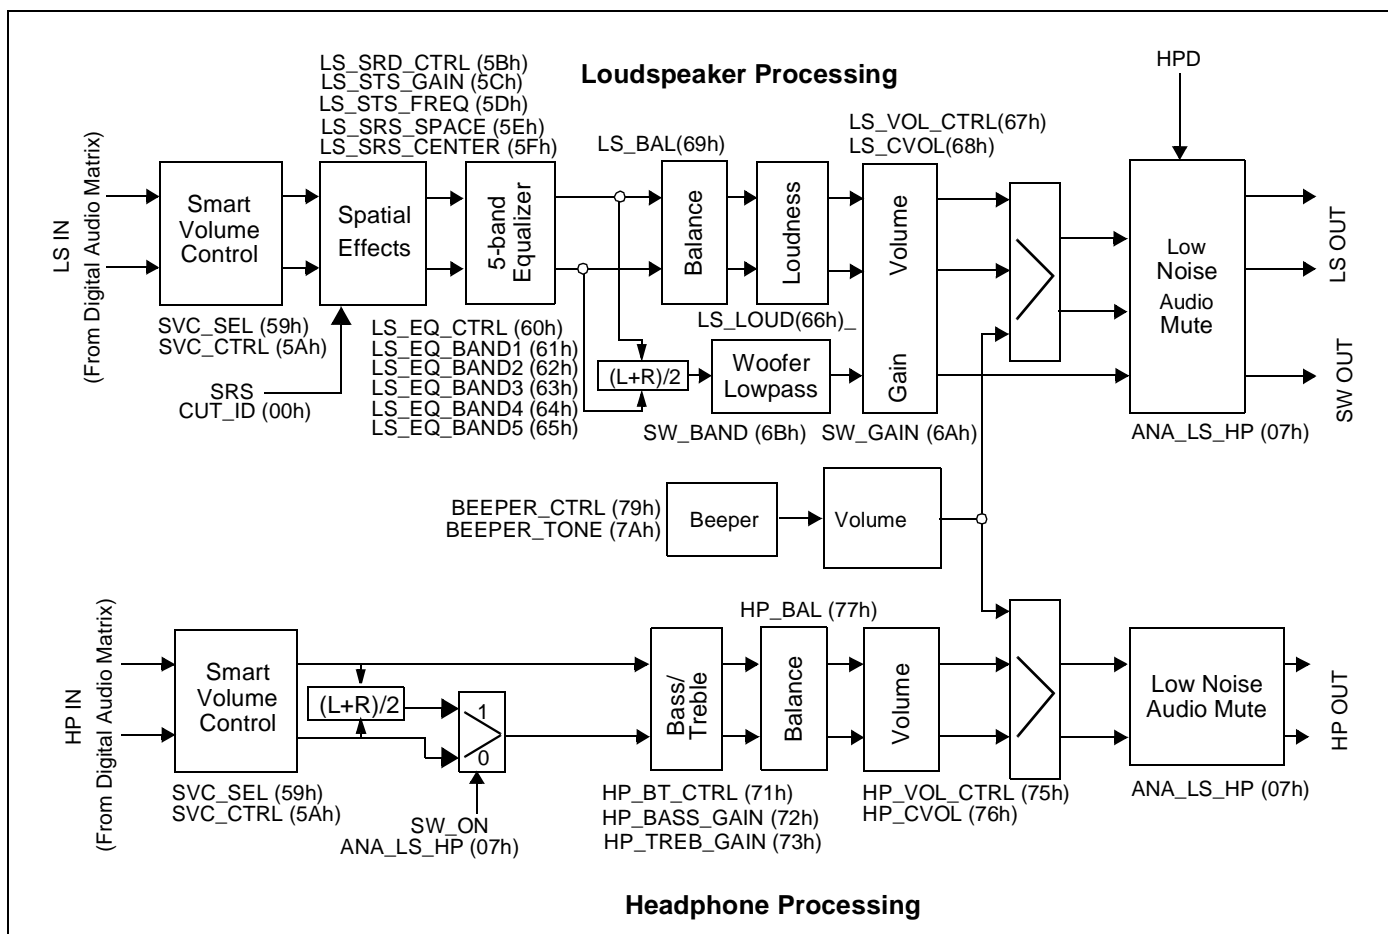 Loudspeaker Processing
HPD
LS_SRD_CTRL (5Bh)
LS_STS_GAIN (5Ch)
LS_STS_FREQ (5Dh)
LS_SRS_SPACE (5Eh)
LS_SRS_CENTER (5Fh)
LS_BAL(69h)
LS_VOL_CTRL(67h)
LS_CVOL(68h)
LS IN
(From Digital Audio Matrix)
Smart
Volume
Control
Spatial
Effects
5-band
Equalizer
Balance
Loudness
Volume
Gain
Low
Noise
Audio
Mute
LS OUT
SW OUT
SVC_SEL (59h)
SVC_CTRL (5Ah)
SRS
CUT_ID (00h)
LS_EQ_CTRL (60h)
LS_EQ_BAND1 (61h)
LS_EQ_BAND2 (62h)
LS_EQ_BAND3 (63h)
LS_EQ_BAND4 (64h)
LS_EQ_BAND5 (65h)
LS_LOUD(66h)_
(L+R)/2
Woofer
Lowpass
SW_BAND (6Bh)
SW_GAIN (6Ah)
ANA_LS_HP (07h)
BEEPER_CTRL (79h)
BEEPER_TONE (7Ah)
Beeper
Volume
HP IN
(From Digital Audio Matrix)
Smart
Volume
Control
(L+R)/2
1
0
Bass/
Treble
HP_BAL (77h)
Balance
Volume
Low Noise
Audio Mute
HP OUT
SVC_SEL (59h)
SVC_CTRL (5Ah)
SW_ON
ANA_LS_HP (07h)
HP_BT_CTRL (71h)
HP_BASS_GAIN (72h)
HP_TREB_GAIN (73h)
HP_VOL_CTRL (75h)
HP_CVOL (76h)
ANA_LS_HP (07h)
Headphone Processing